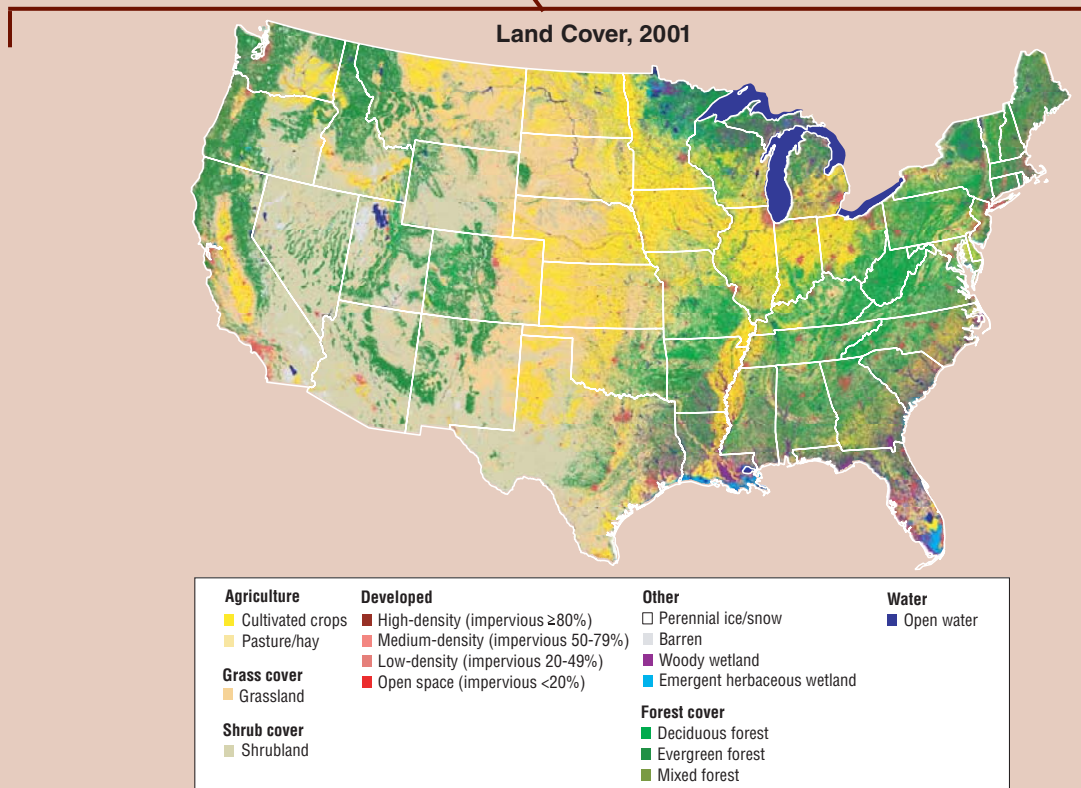 Land Cover, 2001
Agriculture
Cultivated crops
Pasture/hay
Grass cover
Grassland
Shrub cover
Shrubland
Developed
High-density (impervious ≥80%)
Medium-density (impervious 50-79%)
Low-density (impervious 20-49%)
Open space (impervious <20%)
Other
Perennial ice/snow
Barren
Woody wetland
Emergent herbaceous wetland
Forest cover
Deciduous forest
Evergreen forest
Mixed forest
Water
Open water